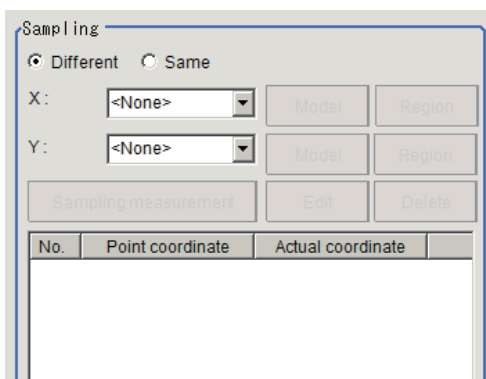 Sampling
Different Same
X: <None> Model Region
Y: <None> Model Region
Sampling measurement Edit Delete
No. Point coordinate Actual coordinate